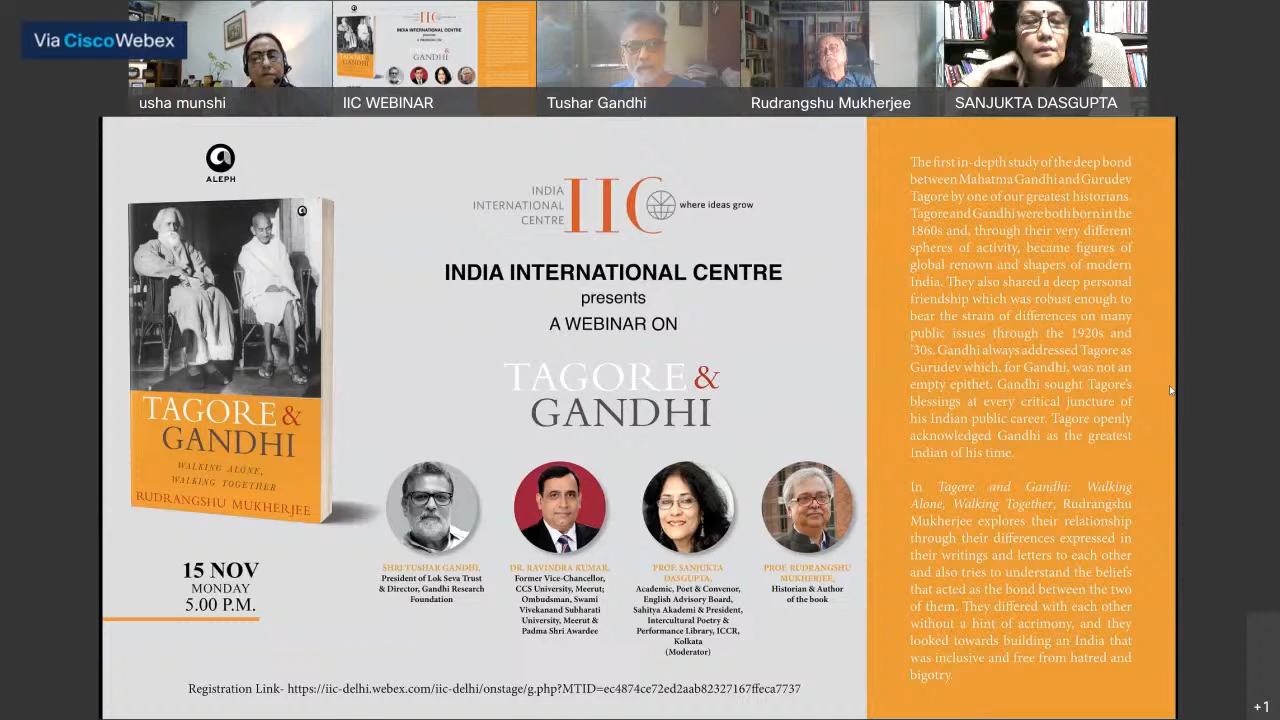 Via Cisco Webex
usha munshi
IIC WEBINAR
Tushar Gandhi
Rudrangshu Mukherjee
SANJUKTA DASGUPTA
ALEPH
TAGORE &
GANDHI
WALKING ALONE,
WALKING TOGETHER
RUDRANGSHU MUKHERJEE
15 NOV
MONDAY
5.00 P.M.
INDIA
INTERNATIONAL
CENTRE
IIC
where ideas grow
INDIA INTERNATIONAL CENTRE
presents
A WEBINAR ON
TAGORE &
GANDHI
SHRI TUSHAR GANDHI,
President of Lok Seva Trust
& Director, Gandhi Research
Foundation
DR. RAVINDRA KUMAR,
Former Vice-Chancellor,
CCS University, Meerut;
Ombudsman, Swami
Vivekanand Subharati
University, Meerut &
Padma Shri Awardee
PROF. SANJUKTA
DASGUPTA,
Academic, Poet & Convenor,
English Advisory Board,
Sahitya Akademi & President,
Intercultural Poetry &
Performance Library, ICCR,
Kolkata
(Moderator)
PROF. RUDRANGSHU
MUKHERJEE,
Historian & Author
of the book
Registration Link- https://iic-delhi.webex.com/iic-delhi/onstage/g.php?MTID=ec4874ce72ed2aab82327167ffeca7737
The first in-depth study of the deep bond
between Mahatma Gandhi and Gurudev
Tagore by one of our greatest historians.
Tagore and Gandhi were both born in the
1860s and, through their very different
spheres of activity, became figures of
global renown and shapers of modern
India. They also shared a deep personal
friendship which was robust enough to
bear the strain of differences on many
public issues through the 1920s and
'30s. Gandhi always addressed Tagore as
Gurudev which, for Gandhi, was not an
empty epithet. Gandhi sought Tagore's
blessings at every critical juncture of
his Indian public career. Tagore openly
acknowledged Gandhi as the greatest
Indian of his time.
In Tagore and Gandhi: Walking
Alone, Walking Together, Rudrangshu
Mukherjee explores their relationship
through their differences expressed in
their writings and letters to each other
and also tries to understand the beliefs
that acted as the bond between the two
of them. They differed with each other
without a hint of acrimony, and they
looked towards building an India that
was inclusive and free from hatred and
bigotry.
+1